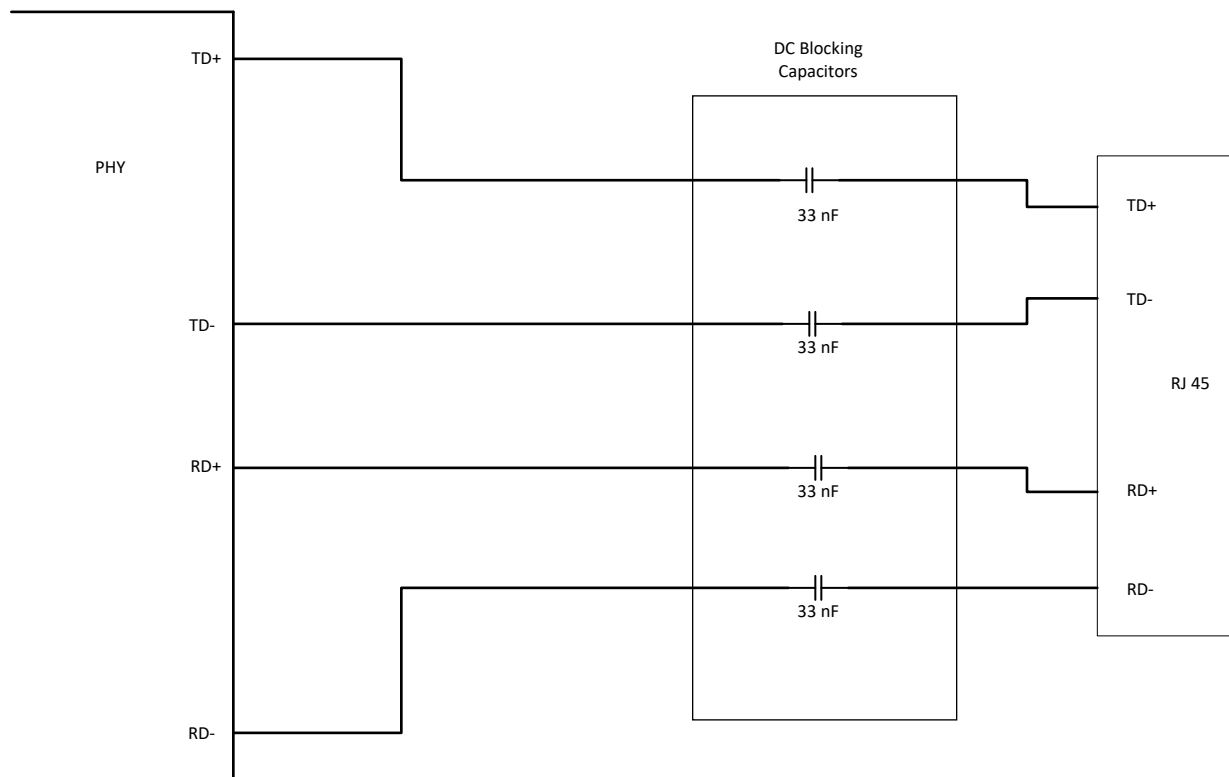 DC Blocking
Capacitors
TD+
PHY
33 nF
TD+
TD-
33 nF
TD-
RJ 45
RD+
33 nF
RD+
33 nF
RD-
RD-